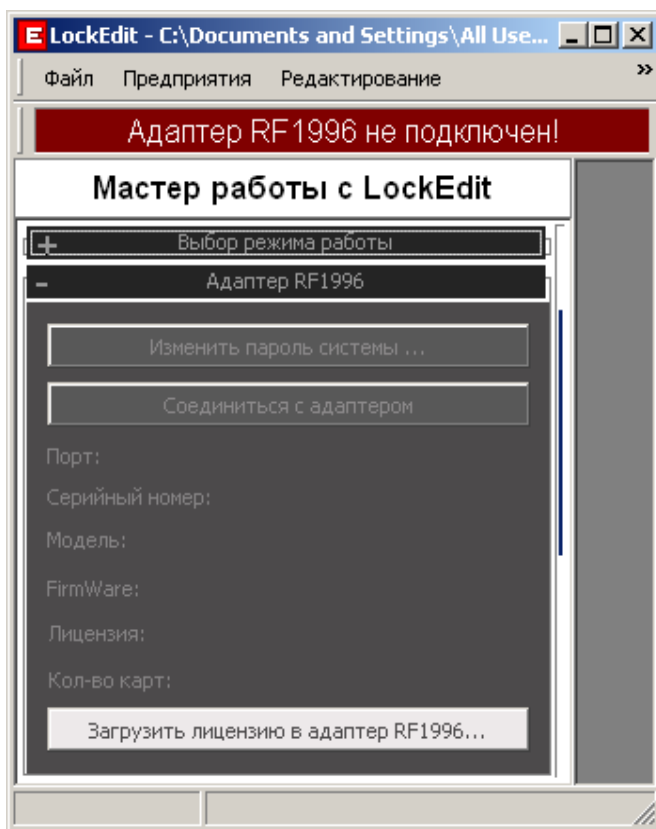 E LockEdit - C:\Documents and Settings\All Use...
Файл Предприятия Редактирование »
Адаптер RF1996 не подключен!
Мастер работы с LockEdit
+ Выбор режима работы
- Адаптер RF1996
Изменить пароль системы ...
Соединиться с адаптером
Порт:
Серийный номер:
Модель:
FirmWare:
Лицензия:
Кол-во карт:
Загрузить лицензию в адаптер RF1996...